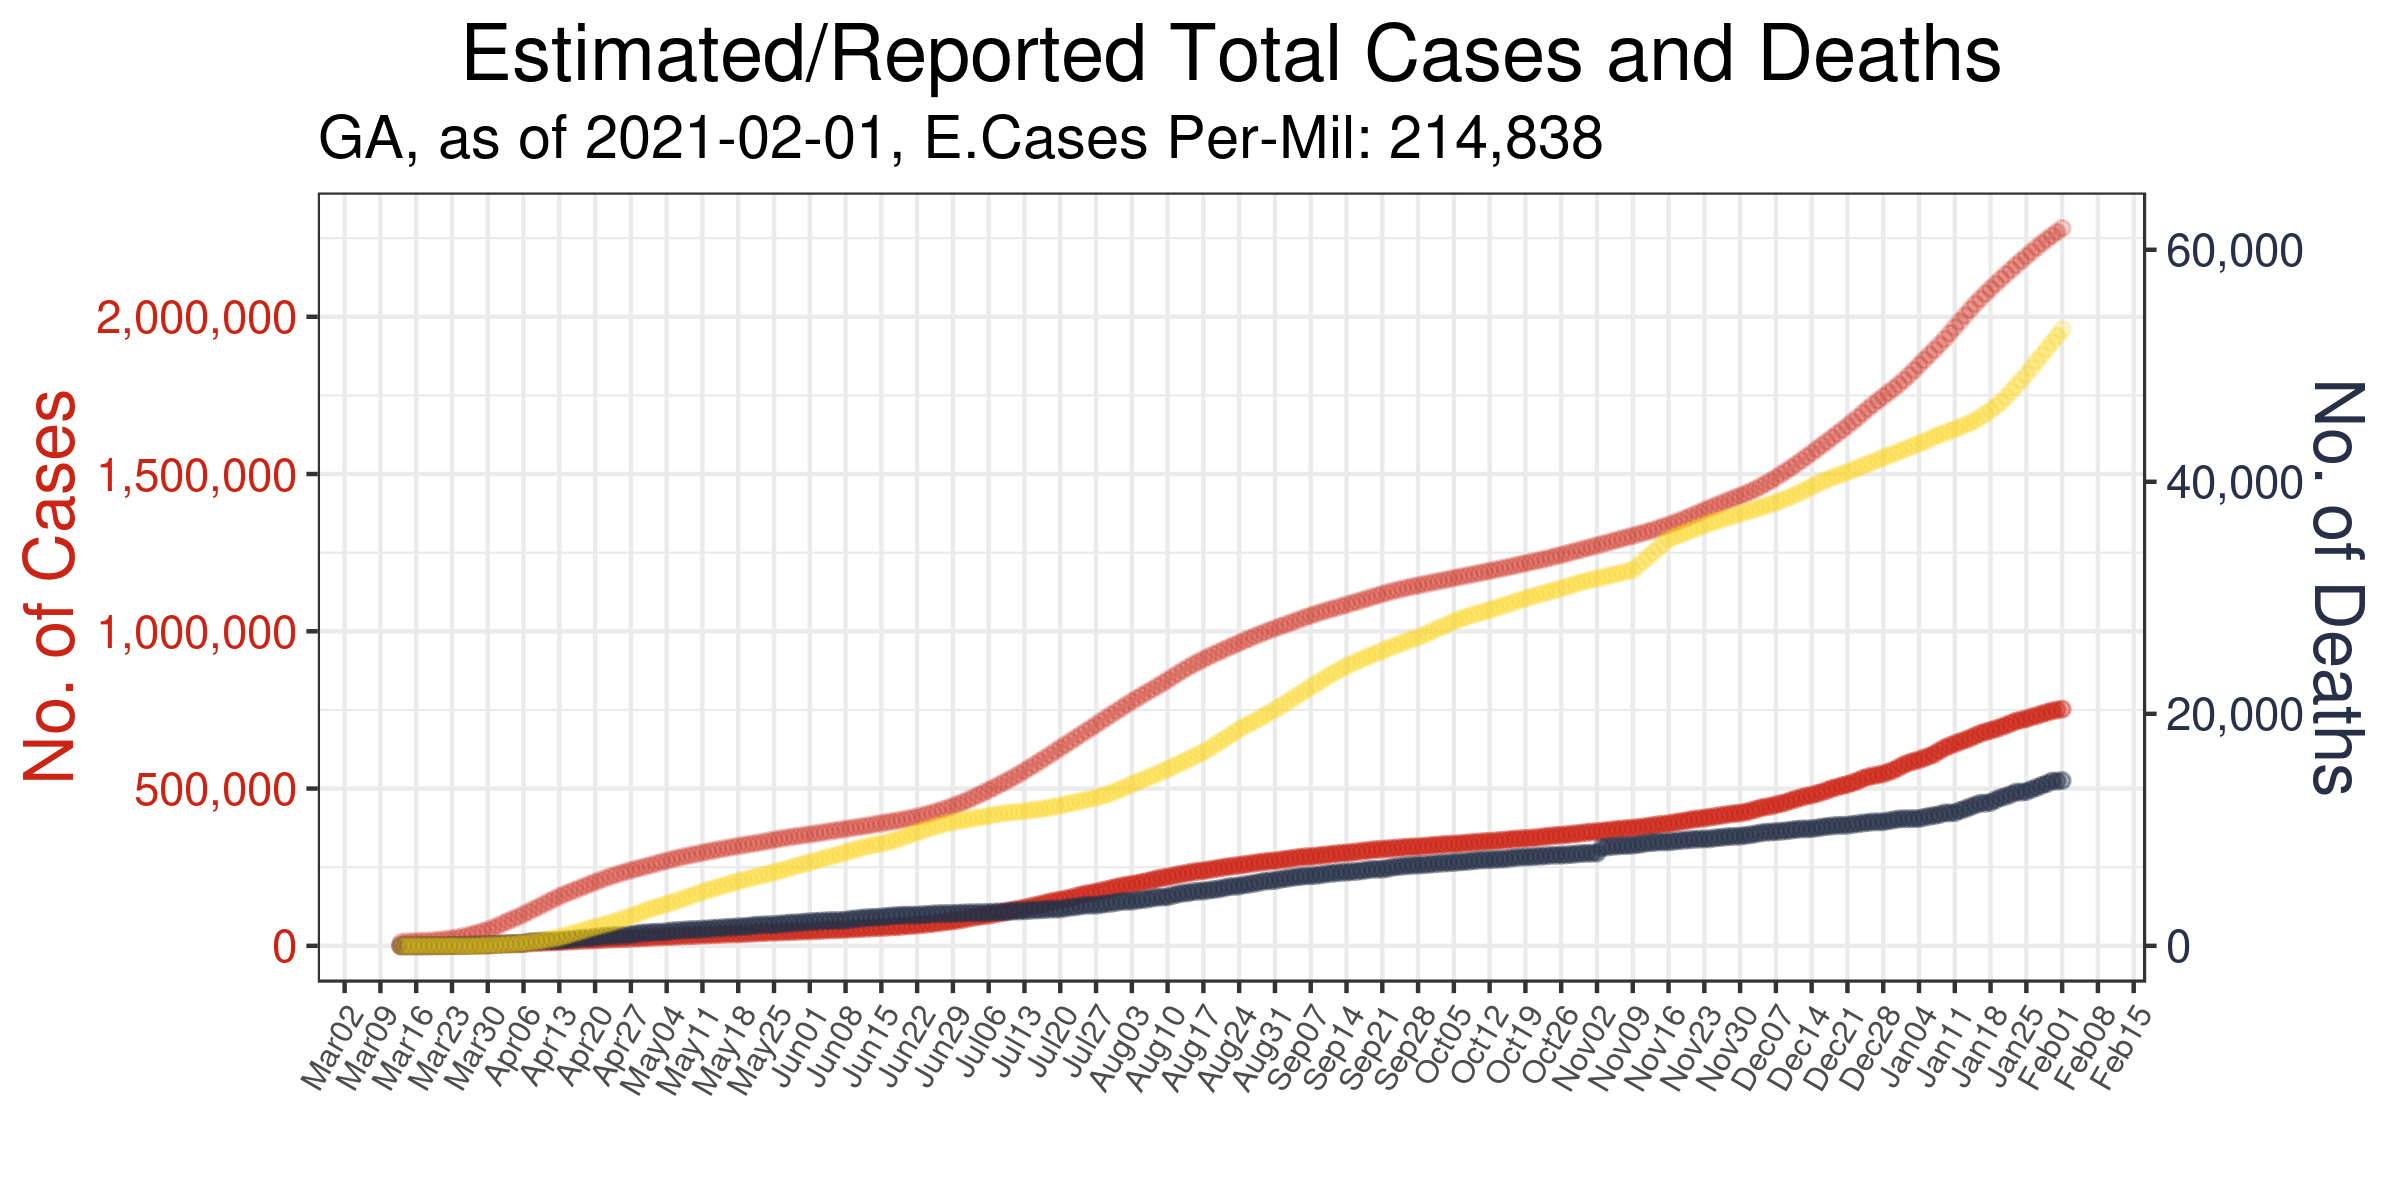 Estimated/Reported Total Cases and Deaths
GA, as of 2021-02-01, E.Cases Per-Mil: 214,838
No. of Cases
2,000,000
1,500,000
1,000,000
500,000
0
60,000
40,000
20,000
0
No. of Deaths
Mar02
Mar09
Mar16
Mar23
Mar30
Apr06
Apr13
Apr20
Apr27
May04
May11
May18
May25
Jun01
Jun08
Jun15
Jun22
Jun29
Jul06
Jul13
Jul20
Jul27
Aug03
Aug10
Aug17
Aug24
Aug31
Sep07
Sep14
Sep21
Sep28
Oct05
Oct12
Oct19
Oct26
Nov02
Nov09
Nov16
Nov23
Nov30
Dec07
Dec14
Dec21
Dec28
Jan04
Jan11
Jan18
Jan25
Feb01
Feb08
Feb15